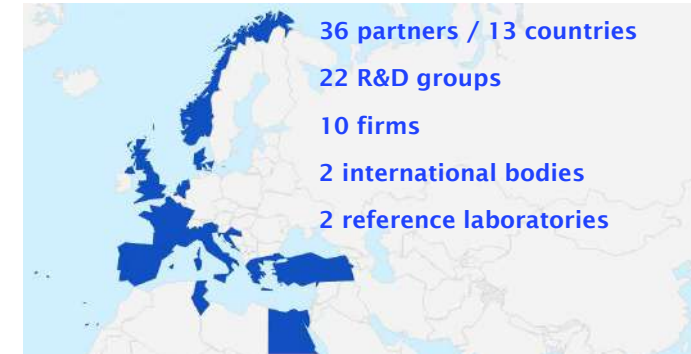 36 partners / 13 countries
22 R&D groups
10 firms
2 international bodies
2 reference laboratories